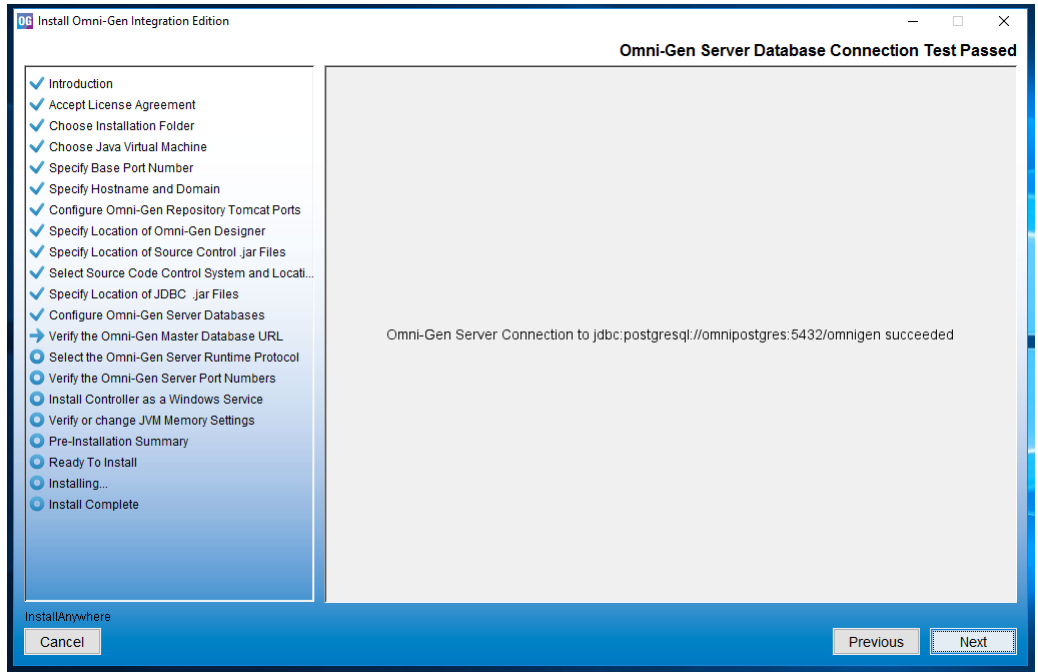 OG Install Omni-Gen Integration Edition
Omni-Gen Server Database Connection Test Passed
Introduction
Accept License Agreement
Choose Installation Folder
Choose Java Virtual Machine
Specify Base Port Number
Specify Hostname and Domain
Configure Omni-Gen Repository Tomcat Ports
Specify Location of Omni-Gen Designer
Specify Location of Source Control .jar Files
Select Source Code Control System and Locati...
Specify Location of JDBC .jar Files
Configure Omni-Gen Server Databases
Verify the Omni-Gen Master Database URL
Select the Omni-Gen Server Runtime Protocol
Verify the Omni-Gen Server Port Numbers
Install Controller as a Windows Service
Verify or change JVM Memory Settings
Pre-Installation Summary
Ready To Install
Installing...
Install Complete
Omni-Gen Server Connection to jdbc:postgresql://omnipostgres:5432/omnigen succeeded
InstallAnywhere
Cancel
Previous
Next